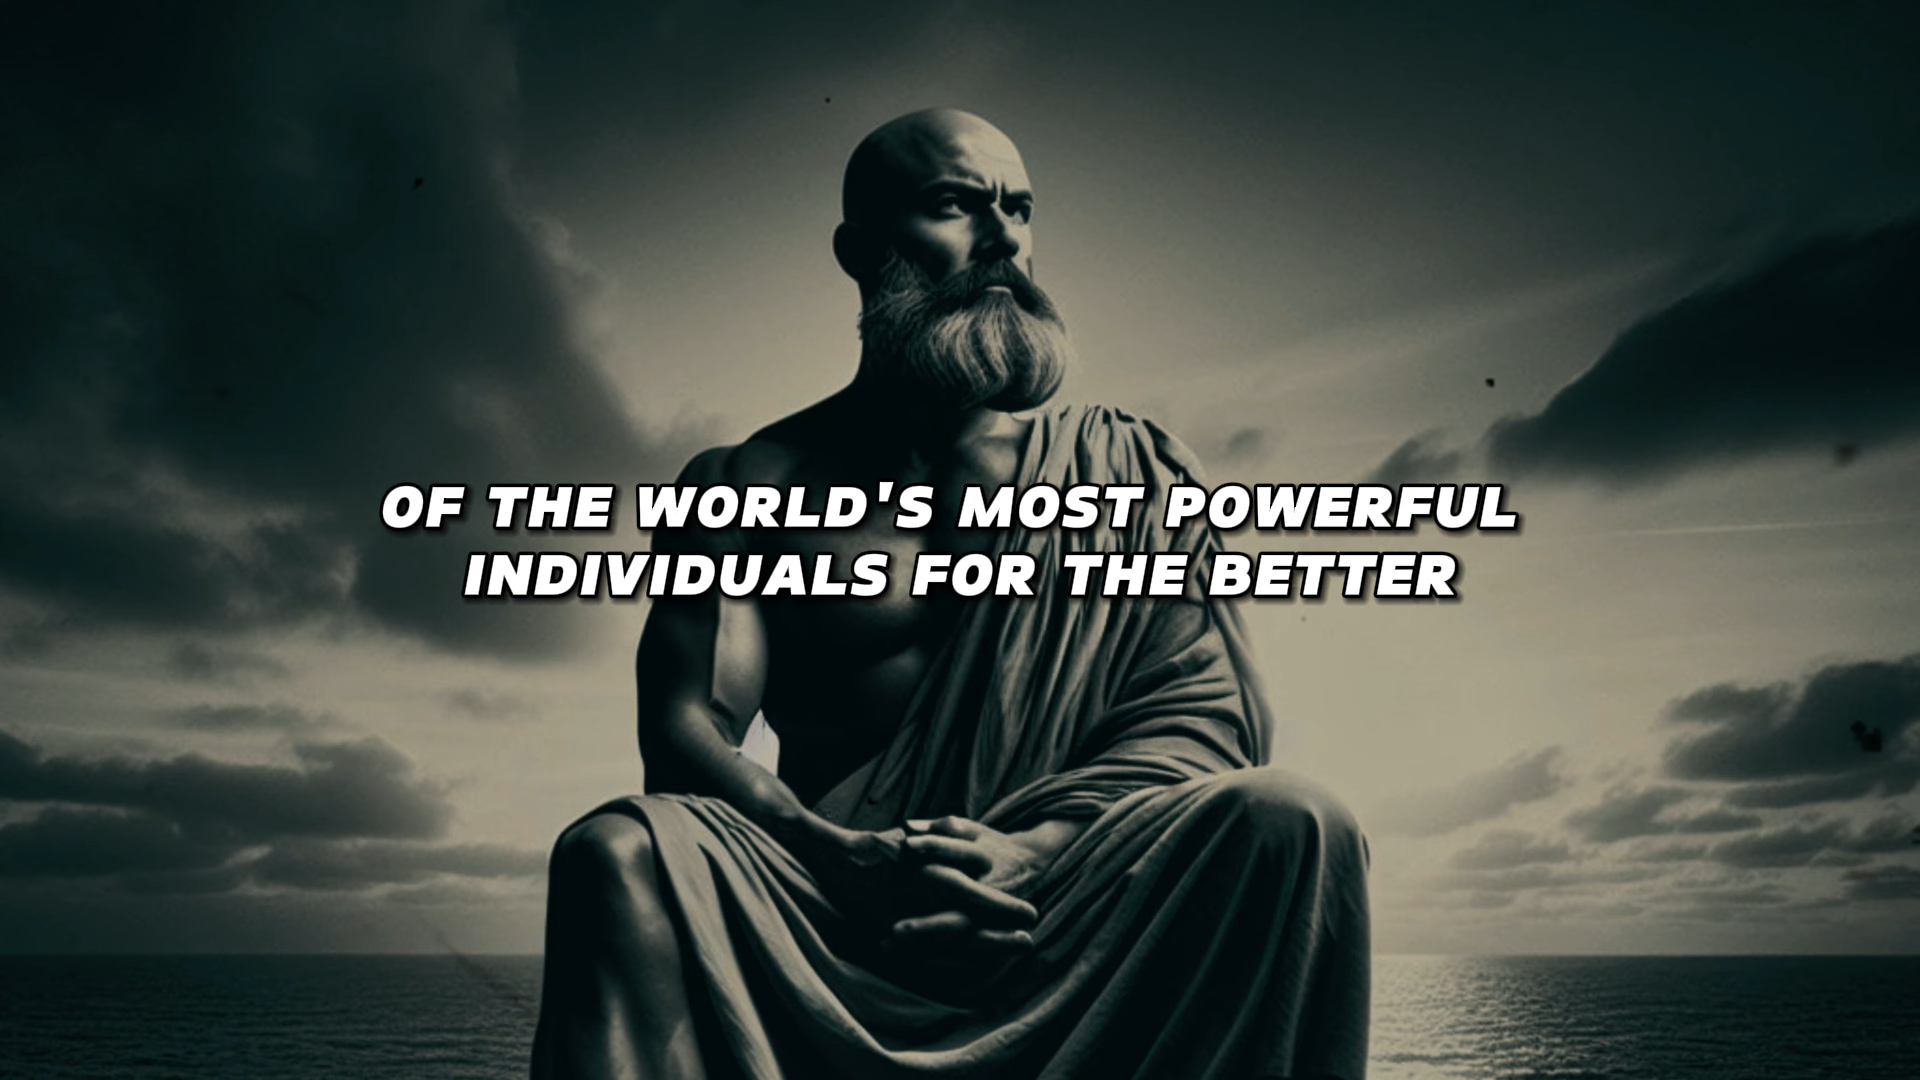 OF THE WORLD'S MOST POWERFUL
INDIVIDUALS FOR THE BETTER